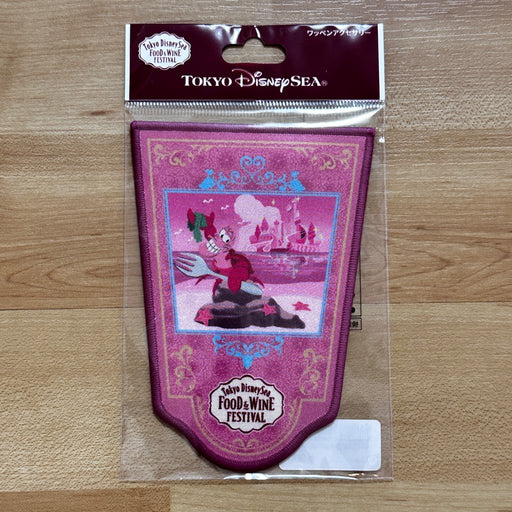 Tokyo DisneySea
FOOD & WINE
FESTIVAL
ワッペンアクセサリー
TOKYO DISNEYSEA®
Tokyo DisneySea
FOOD & WINE
FESTIVAL